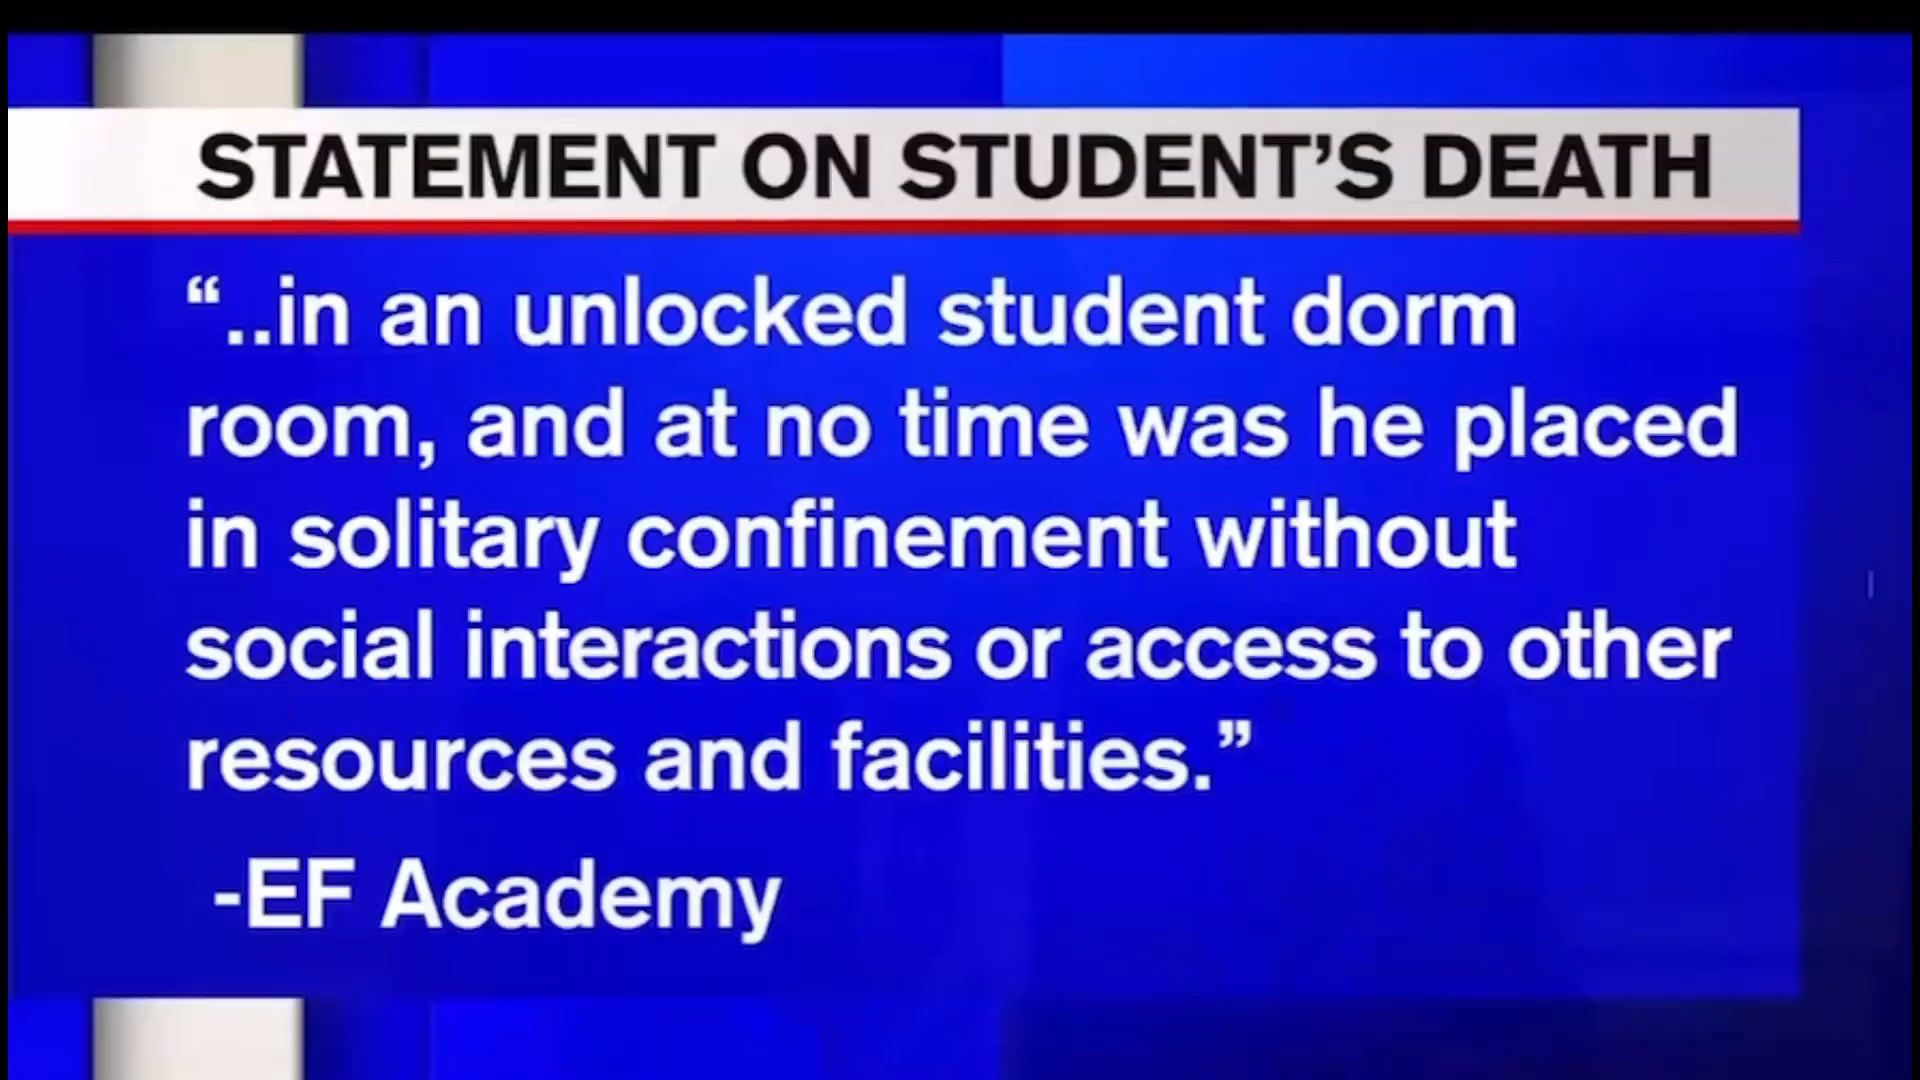 STATEMENT ON STUDENT’S DEATH
“..in an unlocked student dorm
room, and at no time was he placed
in solitary confinement without
social interactions or access to other
resources and facilities.”
-EF Academy